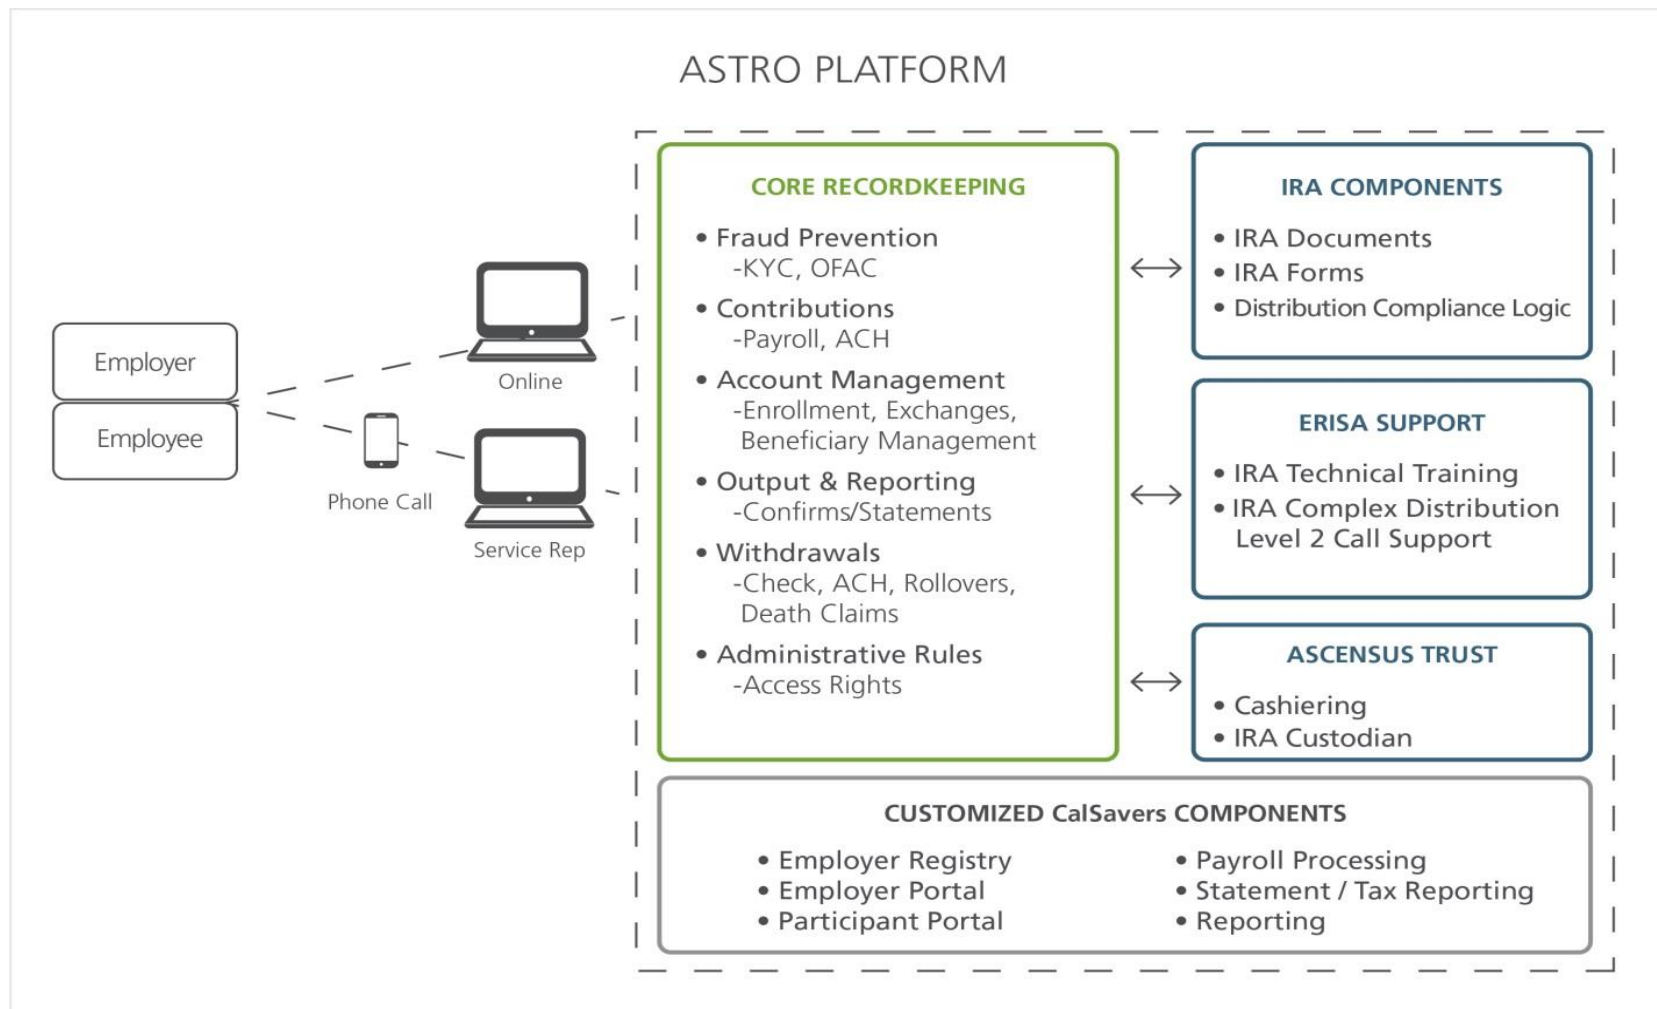 ASTRO PLATFORM
Employer
Employee
Online
Phone Call
Service Rep
CORE RECORDKEEPING
• Fraud Prevention
-KYC, OFAC
• Contributions
-Payroll, ACH
• Account Management
-Enrollment, Exchanges,
Beneficiary Management
• Output & Reporting
-Confirms/Statements
• Withdrawals
-Check, ACH, Rollovers,
Death Claims
• Administrative Rules
-Access Rights
IRA COMPONENTS
• IRA Documents
• IRA Forms
• Distribution Compliance Logic
ERISA SUPPORT
• IRA Technical Training
• IRA Complex Distribution
Level 2 Call Support
ASCENSUS TRUST
• Cashiering
• IRA Custodian
CUSTOMIZED CalSavers COMPONENTS
• Employer Registry
• Employer Portal
• Participant Portal
• Payroll Processing
• Statement / Tax Reporting
• Reporting